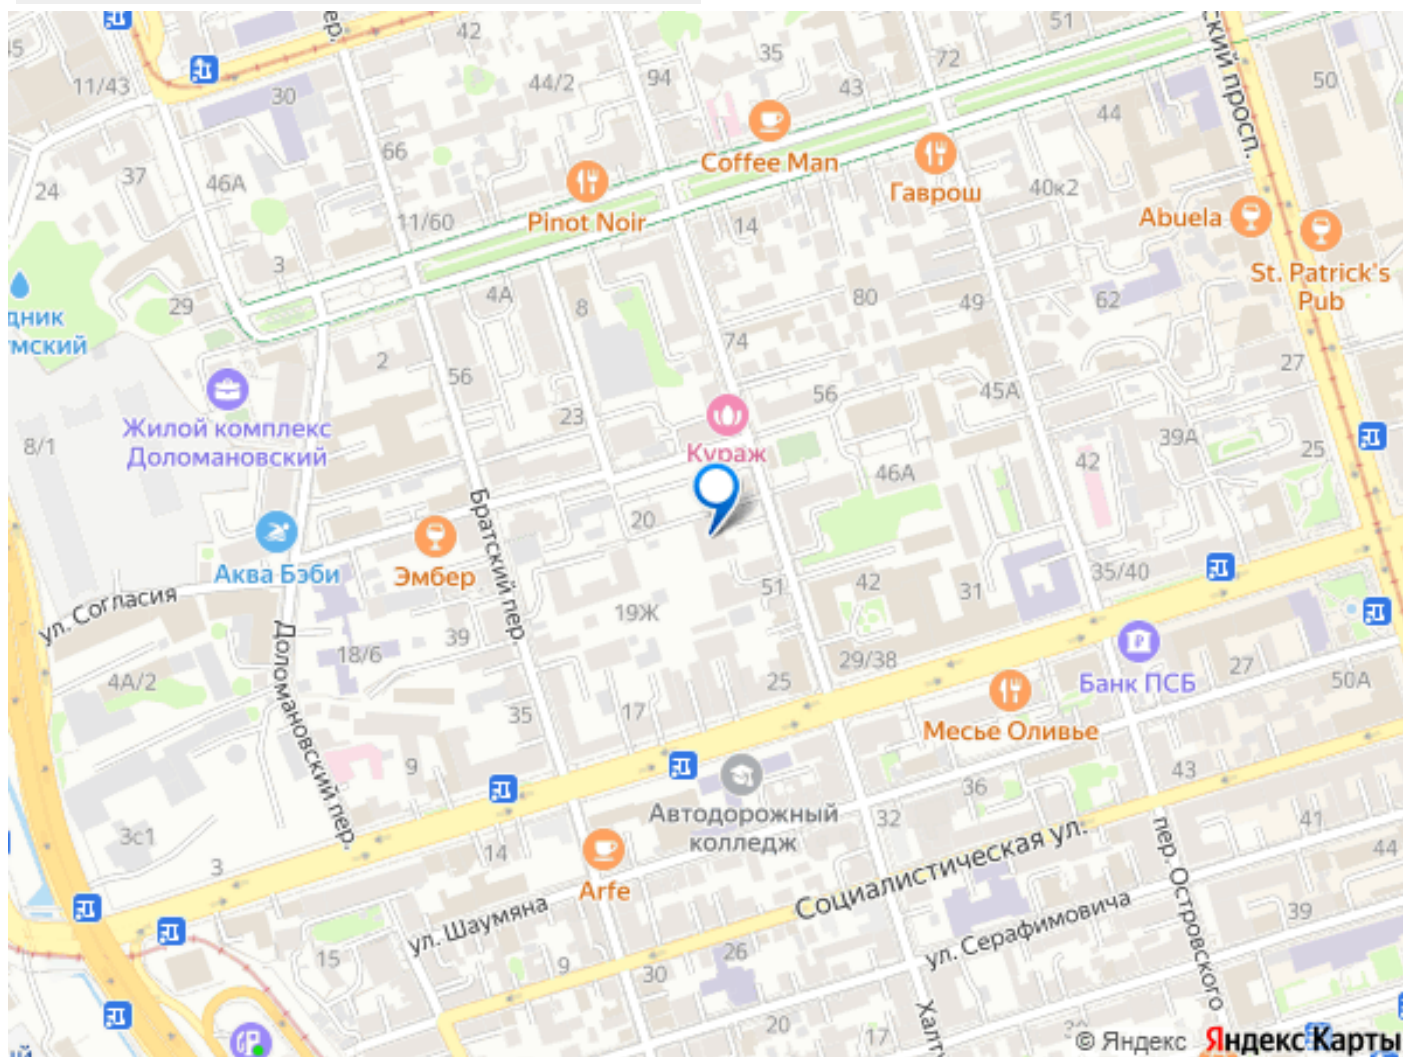 42
51
ер.
ский просп.
15
11/43
30
44/2
94
35
43
72
44
50
Coffee Man
66
24
37
46А
Pinot Noir
Гаврош
40к2
Abuela
St. Patrick's
Pub
11/60
14
3
29
4А
8
80
49
62
дник
мский
2
56
74
27
23
56
45А
Жилой комплекс
Доломановский
8/1
Кураж
39А
25
42
46А
20
Братский пер.
Аква Бэби
Эмбер
ул. Согласия
42
31
35/40
51
19Ж
39
18/6
Доломановский пер.
4А/2
29/38
25
Банк ПСБ
27
50А
35
17
Месье Оливье
9
43
36
Автодорожный
колледж
32
41
3с1
3
14
Социалистическая ул.
пер. Островского
44
Arfe
ул. Шаумяна
ул. Серафимовича
39
15
9
26
30
20
17
Халту
© Яндекс Яндекс Карты